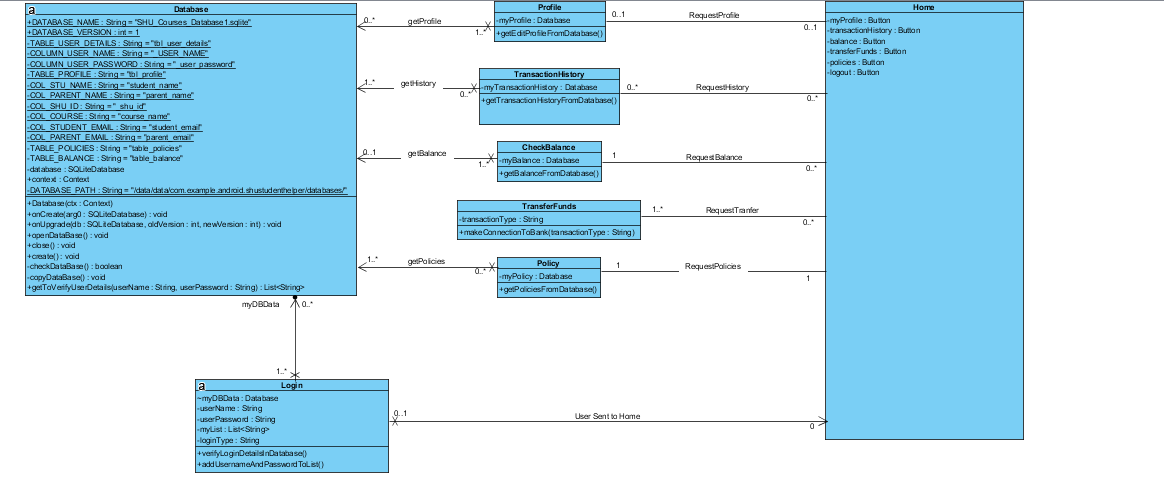 a
Database
+DATABASE_NAME : String = "SHU_Courses_Database1.sqlite"
+DATABASE_VERSION : int = 1
-TABLE_USER_DETAILS : String = "tbl_user_details"
-COLUMN_USER_NAME : String = "_USER_NAME"
-COLUMN_USER_PASSWORD : String = "_user_password"
-TABLE_PROFILE : String = "tbl_profile"
-COL_STU_NAME : String = "student_name"
-COL_PARENT_NAME : String = "parent_name"
-COL_SHU_ID : String = "_shu_id"
-COL_COURSE : String = "course_name"
-COL_STUDENT_EMAIL : String = "student_email"
-COL_PARENT_EMAIL : String = "parent_email"
-TABLE_POLICIES : String = "table_policies"
-TABLE_BALANCE : String = "table_balance"
-database : SQLiteDatabase
+context : Context
-DATABASE_PATH : String = "/data/data/com.example.android.shustudenthelper/databases/"
+Database(ctx : Context)
+onCreate(arg0 : SQLiteDatabase) : void
+onUpgrade(db : SQLiteDatabase, oldVersion : int, newVersion : int) : void
+openDataBase() : void
+close() : void
+create() : void
-checkDataBase() : boolean
-copyDataBase() : void
+getToVerifyUserDetails(userName : String, userPassword : String) : List<String>
0..*
getProfile
1..*
Profile
-myProfile : Database
+getEditProfileFromDatabase()
0..1
RequestProfile
0..1
1..*
getHistory
0..*
TransactionHistory
-myTransactionHistory : Database
+getTransactionHistoryFromDatabase()
0..*
RequestHistory
0..*
0..1
getBalance
1..*
CheckBalance
-myBalance : Database
+getBalanceFromDatabase()
1
RequestBalance
0..*
TransferFunds
-transactionType : String
+makeConnectionToBank(transactionType : String)
1..*
RequestTranfer
0..*
1..*
getPolicies
0..*
Policy
-myPolicy : Database
+getPoliciesFromDatabase()
1
RequestPolicies
1
Home
-myProfile : Button
-transactionHistory : Button
-balance : Button
-transferFunds : Button
-policies : Button
-logout : Button
myDBData
0..*
1..*
a
Login
~myDBData : Database
-userName : String
-userPassword : String
-myList : List<String>
-loginType : String
+verifyLoginDetailsInDatabase()
+addUsernameAndPasswordToList()
0..1
User Sent to Home
0